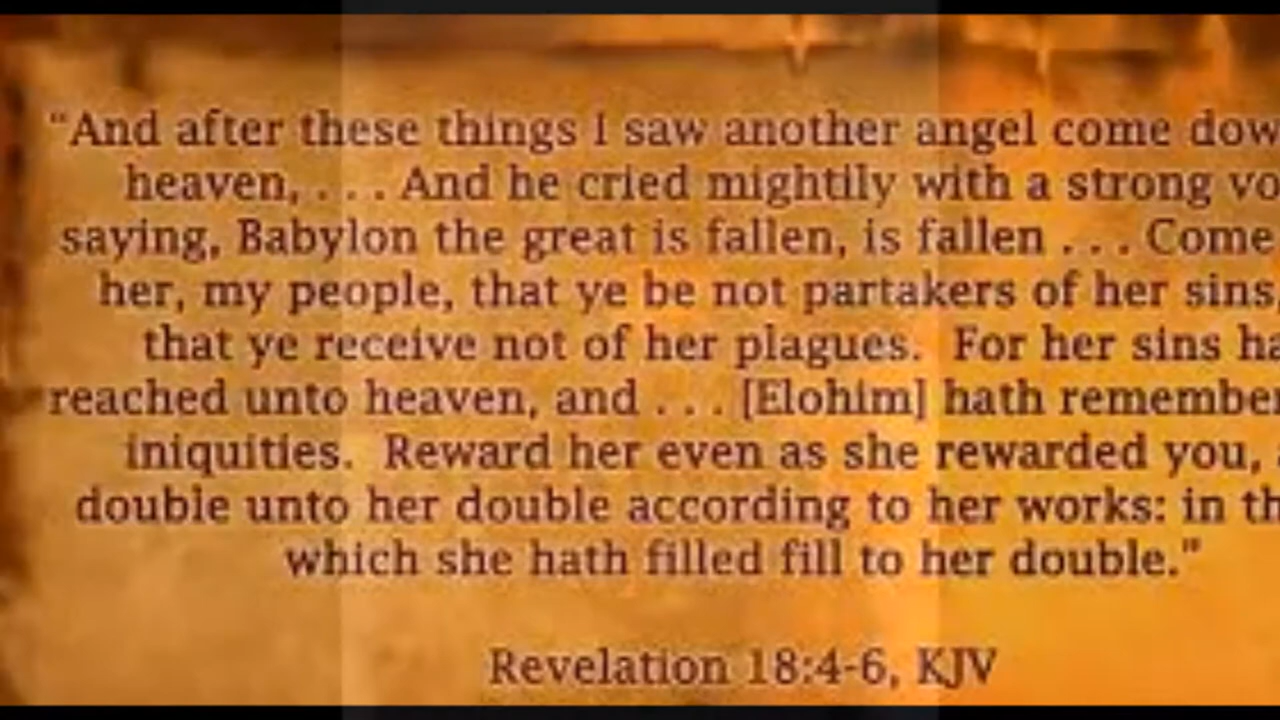 “And after these things I saw another angel come dow
heaven, . . . And he cried mightily with a strong vo
saying, Babylon the great is fallen, is fallen . . . Come
her, my people, that ye be not partakers of her sins,
that ye receive not of her plagues. For her sins ha
reached unto heaven, and . . . [Elohim] hath remember
iniquities. Reward her even as she rewarded you,
double unto her double according to her works: in th
which she hath filled fill to her double.”
Revelation 18:4-6, KJV